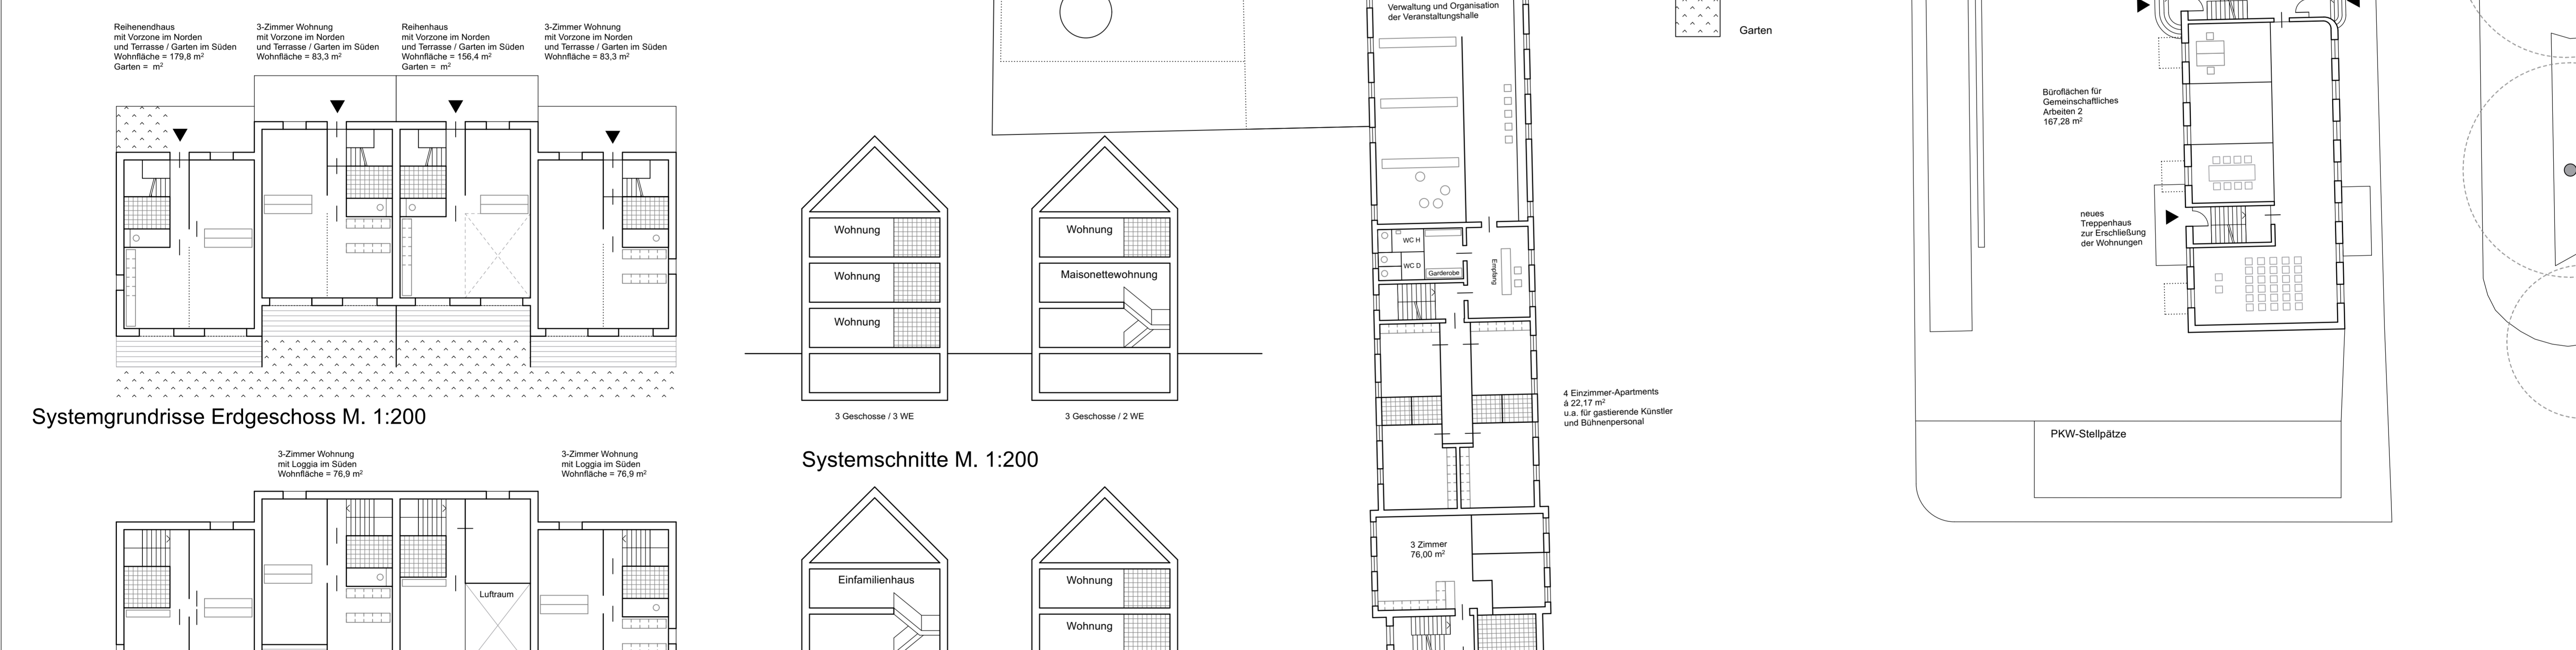 Reihenendhaus
mit Vorzone im Norden
und Terrasse / Garten im Süden
Wohnfläche = 179,8 m²
Garten = m²
3-Zimmer Wohnung
mit Vorzone im Norden
und Terrasse / Garten im Süden
Wohnfläche = 83,3 m²
Reihenhaus
mit Vorzone im Norden
und Terrasse / Garten im Süden
Wohnfläche = 156,4 m²
Garten = m²
3-Zimmer Wohnung
mit Vorzone im Norden
und Terrasse / Garten im Süden
Wohnfläche = 83,3 m²
Systemgrundrisse Erdgeschoss M. 1:200
3-Zimmer Wohnung
mit Loggia im Süden
Wohnfläche = 76,9 m²
3-Zimmer Wohnung
mit Loggia im Süden
Wohnfläche = 76,9 m²
Luftraum
Wohnung
Wohnung
Wohnung
3 Geschosse / 3 WE
Wohnung
Maisonettewohnung
3 Geschosse / 2 WE
Systemschnitte M. 1:200
Einfamilienhaus
Wohnung
Wohnung
Verwaltung und Organisation
der Veranstaltungshalle
WC H
WC D
Garderobe
Empfang
4 Einzimmer-Apartments
á 22,17 m²
u.a. für gastierende Künstler
und Bühnenpersonal
3 Zimmer
76,00 m²
Garten
Büroflächen für
Gemeinschaftliches
Arbeiten 2
167,28 m²
neues
Treppenhaus
zur Erschließung
der Wohnungen
PKW-Stellpätze